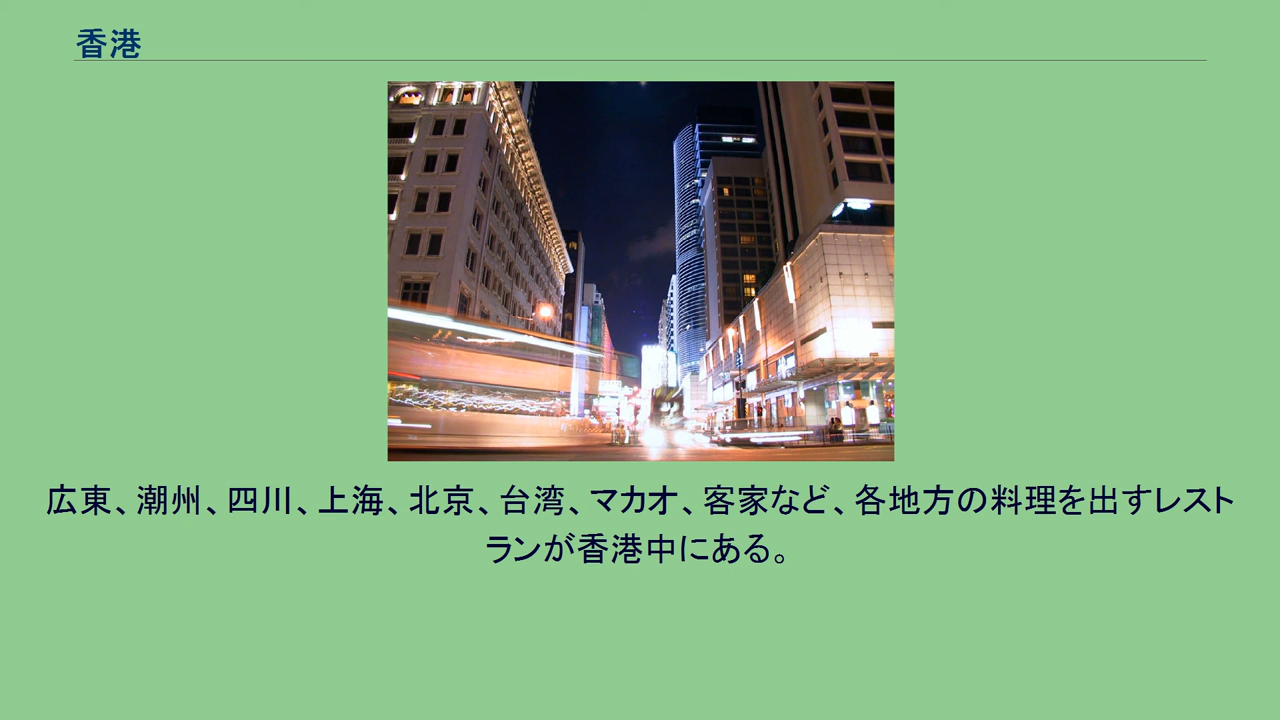 香港
広東、潮州、四川、上海、北京、台湾、マカオ、客家など、各地方の料理を出すレスト
ランが香港中にある。